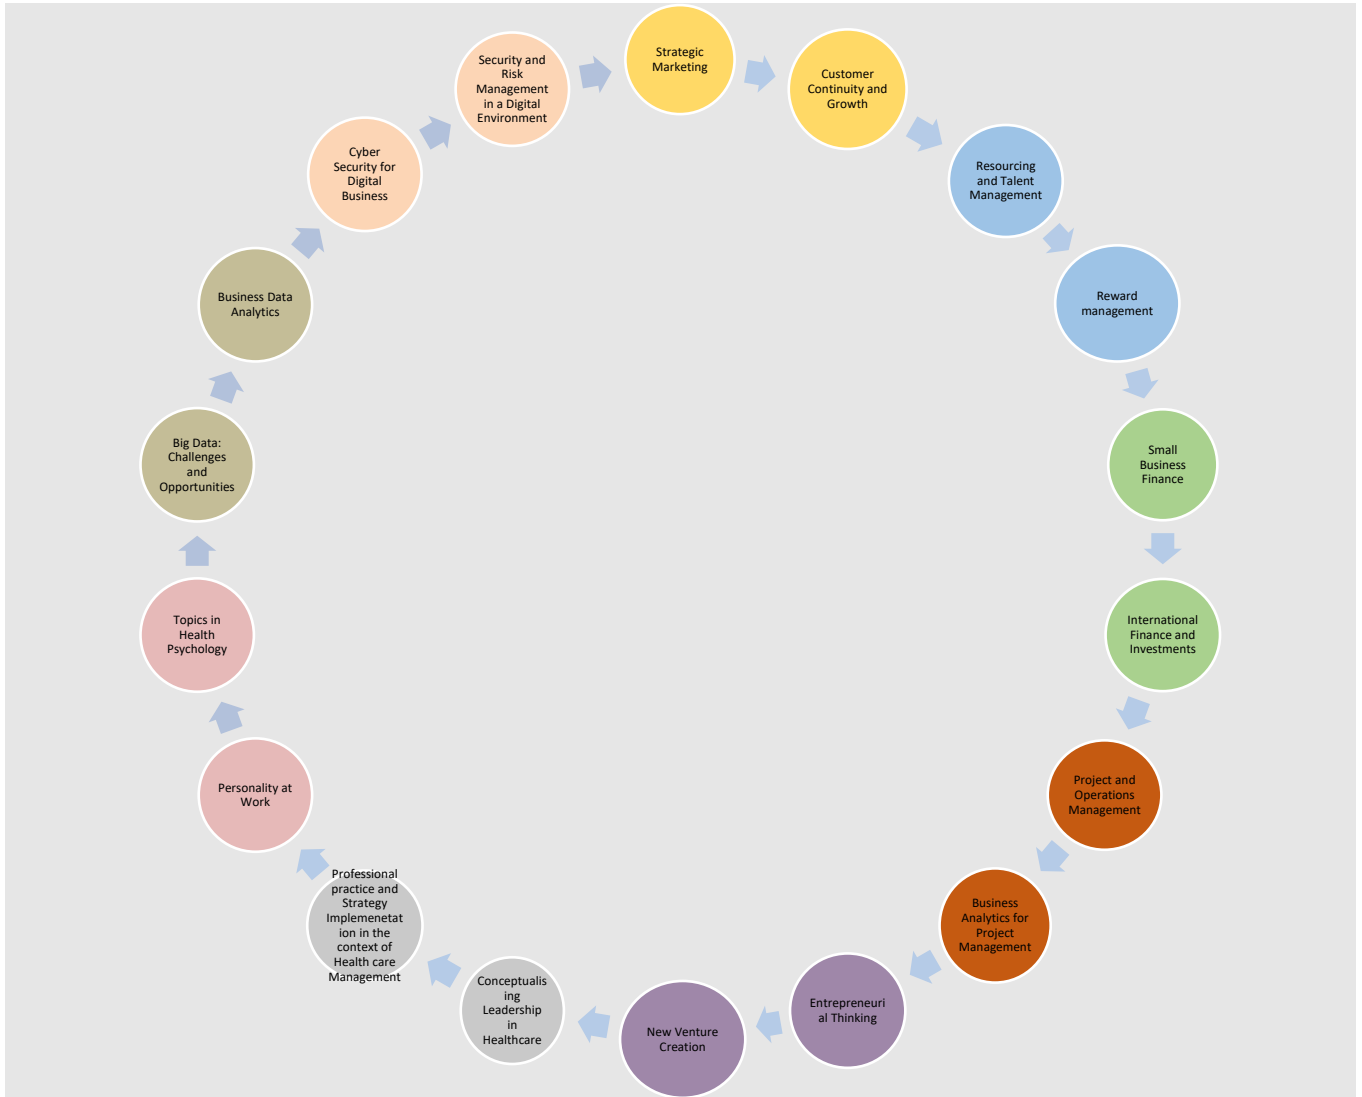 Strategic
Marketing
Customer
Continuity and
Growth
Resourcing
and Talent
Management
Reward
management
Small
Business
Finance
International
Finance and
Investments
Project and
Operations
Management
Business
Analytics for
Project
Management
Entrepreneuri
al Thinking
New Venture
Creation
Conceptualis
ing
Leadership
in
Healthcare
Professional
practice and
Strategy
Implemenetat
ion in the
context of
Health care
Management
Personality at
Work
Topics in
Health
Psychology
Big Data:
Challenges
and
Opportunities
Business Data
Analytics
Cyber
Security for
Digital
Business
Security and
Risk
Management
in a Digital
Environment